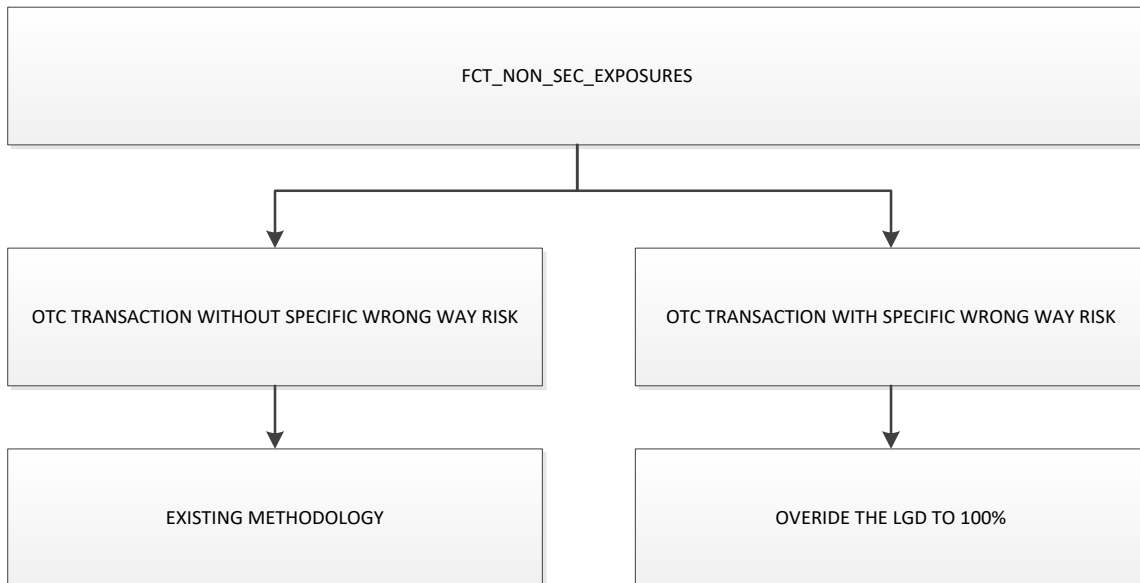 FCT_NON_SEC_EXPOSURES
OTC TRANSACTION WITHOUT SPECIFIC WRONG WAY RISK
OTC TRANSACTION WITH SPECIFIC WRONG WAY RISK
EXISTING METHODOLOGY
OVERIDE THE LGD TO 100%